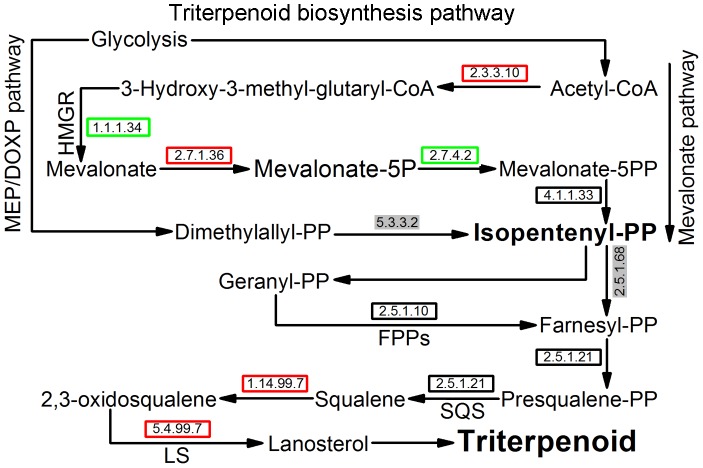 Triterpenoid biosynthesis pathway
Glycolysis
MEP/DOXP pathway
Mevalonate pathway
3-Hydroxy-3-methyl-glutaryl-CoA
2.3.3.10
Acetyl-CoA
HMGR
1.1.1.34
Mevalonate
2.7.1.36
Mevalonate-5P
2.7.4.2
Mevalonate-5PP
4.1.1.33
Dimethylallyl-PP
5.3.3.2
Isopentenyl-PP
2.5.1.68
Geranyl-PP
2.5.1.10
FPPs
Farnesyl-PP
2.5.1.21
2,3-oxidosqualene
1.14.99.7
Squalene
2.5.1.21
SQS
Presqualene-PP
5.4.99.7
LS
Lanosterol
Triterpenoid